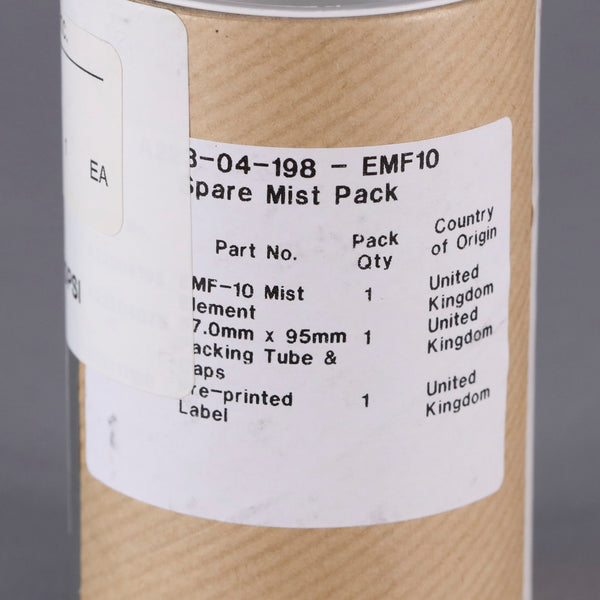 EA
PSI
3-04-198 - EMF10
Spare Mist Pack
Part No. Pack Qty Country of Origin
MF-10 Mist 1 United Kingdom
lement
7.0mm x 95mm 1 United Kingdom
acking Tube &
aps
re-printed 1 United Kingdom
Label